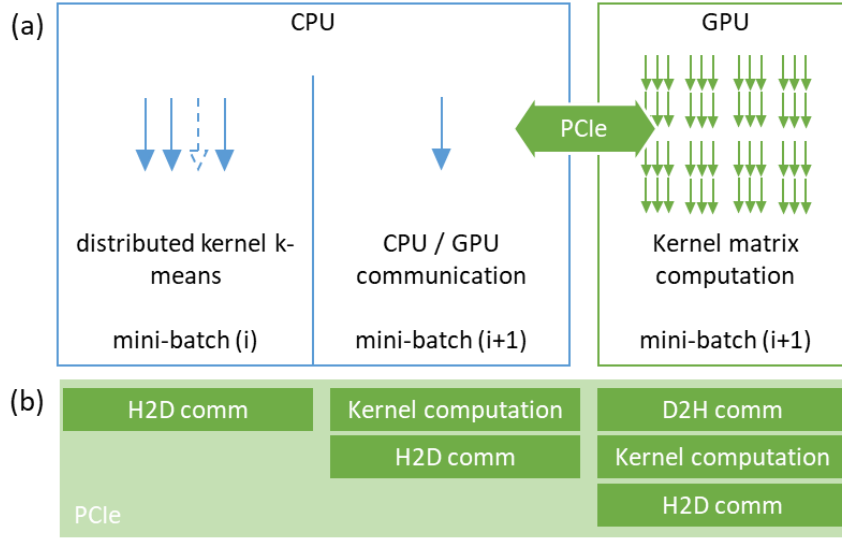 (a)
CPU
GPU
PCIe
distributed kernel k-
means
mini-batch (i)
CPU / GPU
communication
mini-batch (i+1)
Kernel matrix
computation
mini-batch (i+1)
(b)
H2D comm
Kernel computation
D2H comm
H2D comm
Kernel computation
H2D comm
PCIe